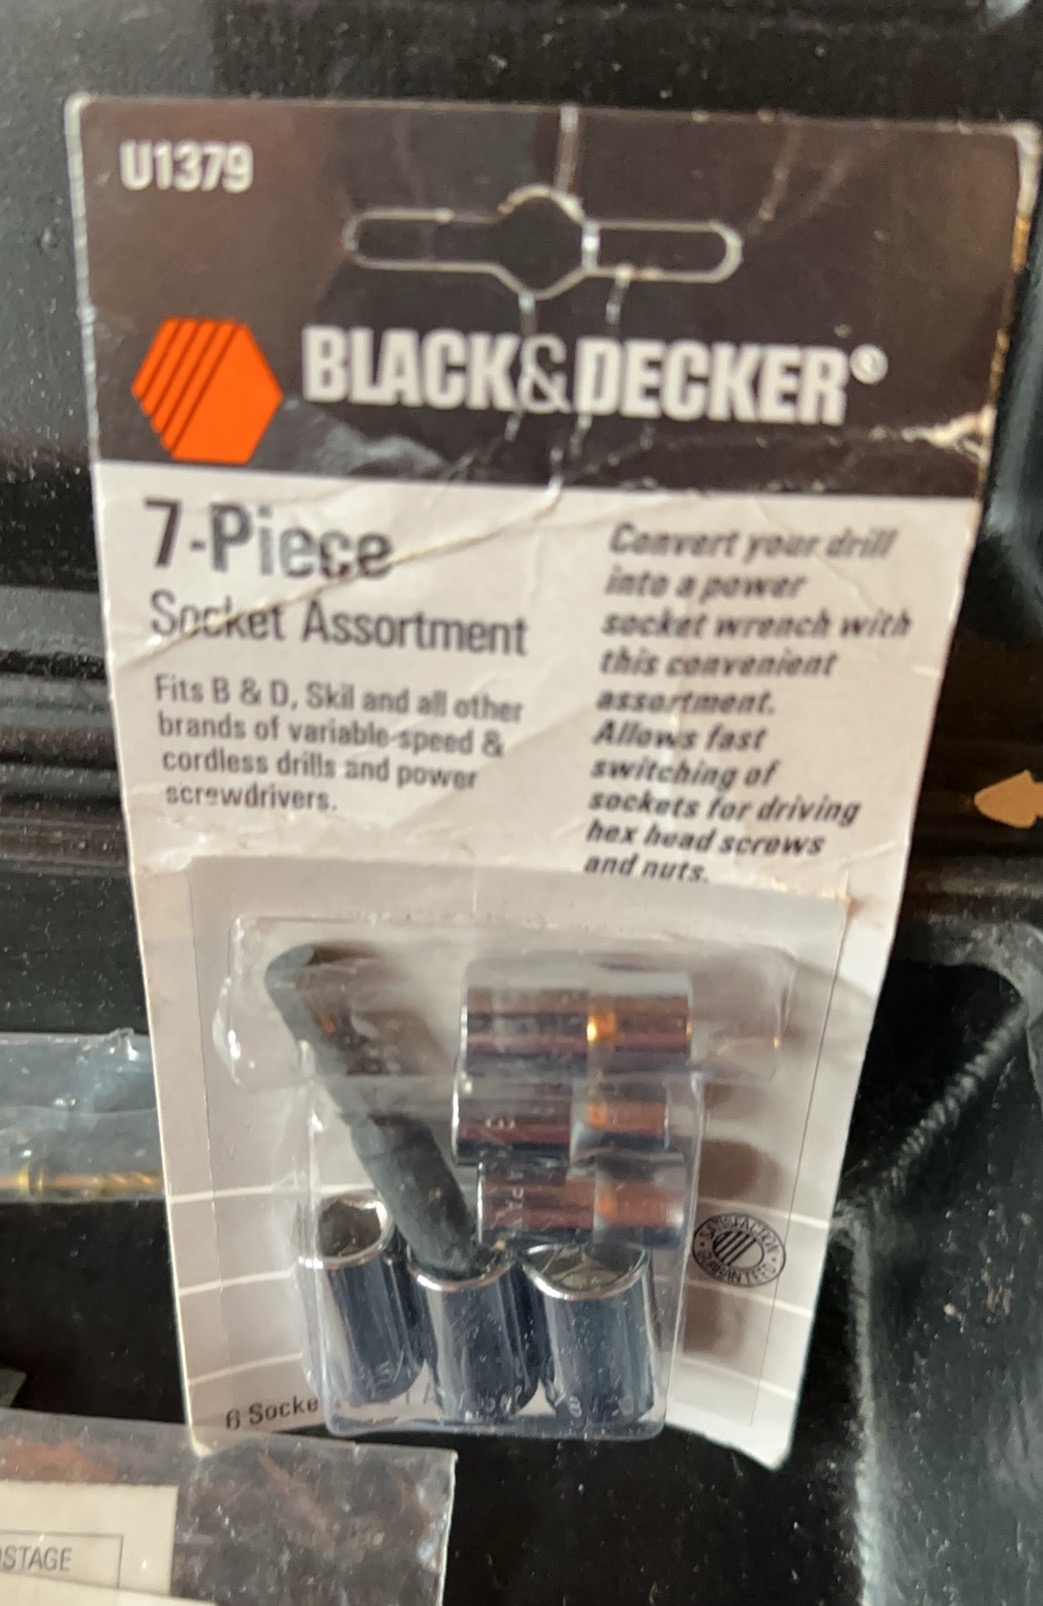 U1379
BLACK&DECKER®
7-Piece
Socket Assortment
Fits B & D, Skil and all other
brands of variable-speed &
cordless drills and power
screwdrivers.
Convert your drill
into a power
socket wrench with
this convenient
assortment.
Allows fast
switching of
sockets for driving
hex head screws
and nuts.
SATISFACTION
GUARANTEED
6 Socke
OSTAGE